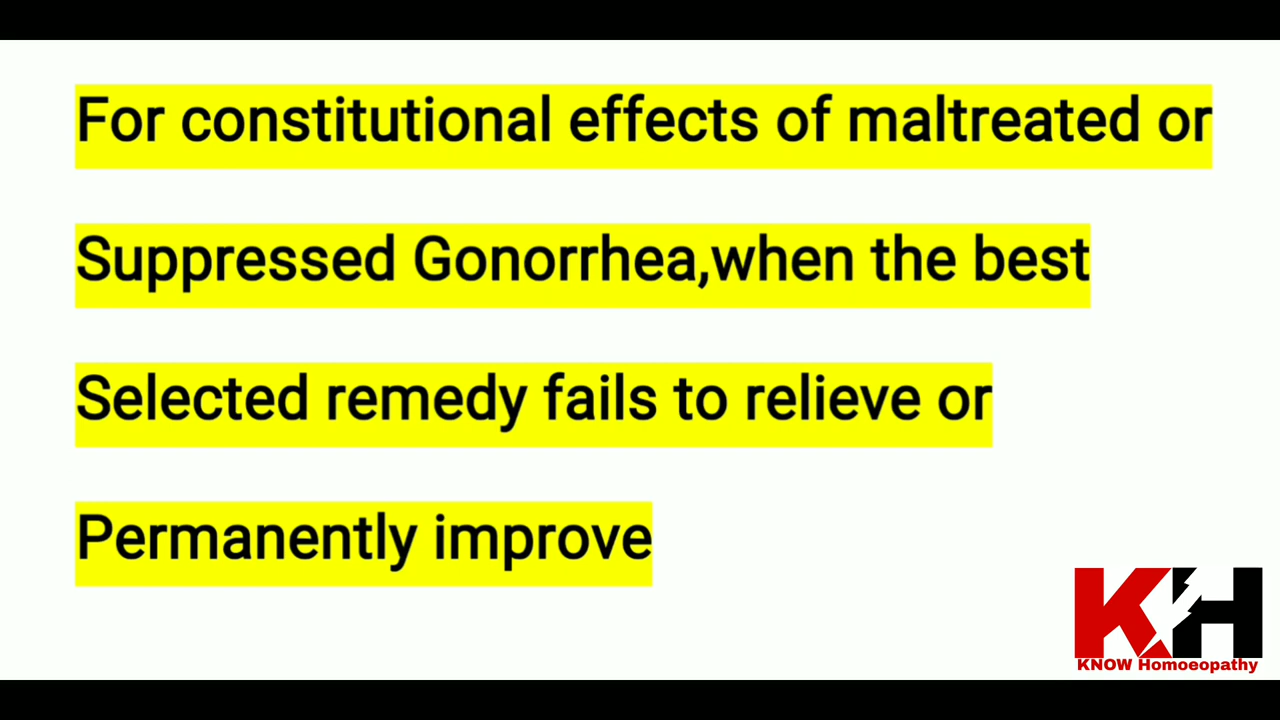 For constitutional effects of maltreated or
Suppressed Gonorrhea,when the best
Selected remedy fails to relieve or
Permanently improve
KH
KNOW Homoeopathy